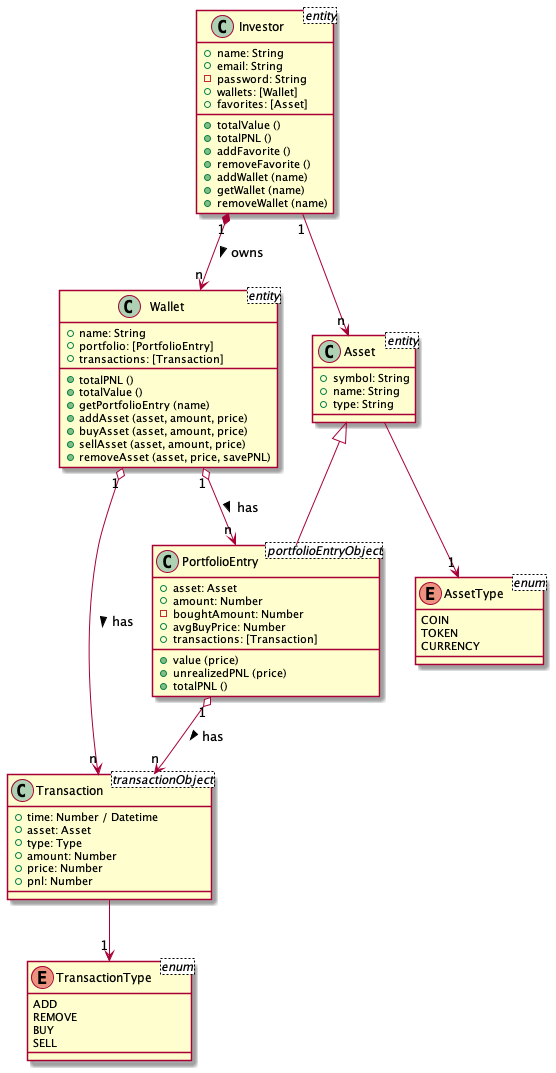 C Investor
entity
name: String
email: String
password: String
wallets: [Wallet]
favorites: [Asset]
totalValue ()
totalPNL ()
addFavorite ()
removeFavorite ()
addWallet (name)
getWallet (name)
removeWallet (name)
1
1
owns
n
n
C Wallet
entity
name: String
portfolio: [PortfolioEntry]
transactions: [Transaction]
totalPNL ()
totalValue ()
getPortfolioEntry (name)
addAsset (asset, amount, price)
buyAsset (asset, amount, price)
sellAsset (asset, amount, price)
removeAsset (asset, price, savePNL)
C Asset
entity
symbol: String
name: String
type: String
1
1
has
n
has
C PortfolioEntry
portfolioEntryObject
asset: Asset
amount: Number
boughtAmount: Number
avgBuyPrice: Number
transactions: [Transaction]
value (price)
unrealizedPNL (price)
totalPNL ()
1
E AssetType
enum
COIN
TOKEN
CURRENCY
1
has
n
n
C Transaction
transactionObject
time: Number / Datetime
asset: Asset
type: Type
amount: Number
price: Number
pnl: Number
1
E TransactionType
enum
ADD
REMOVE
BUY
SELL